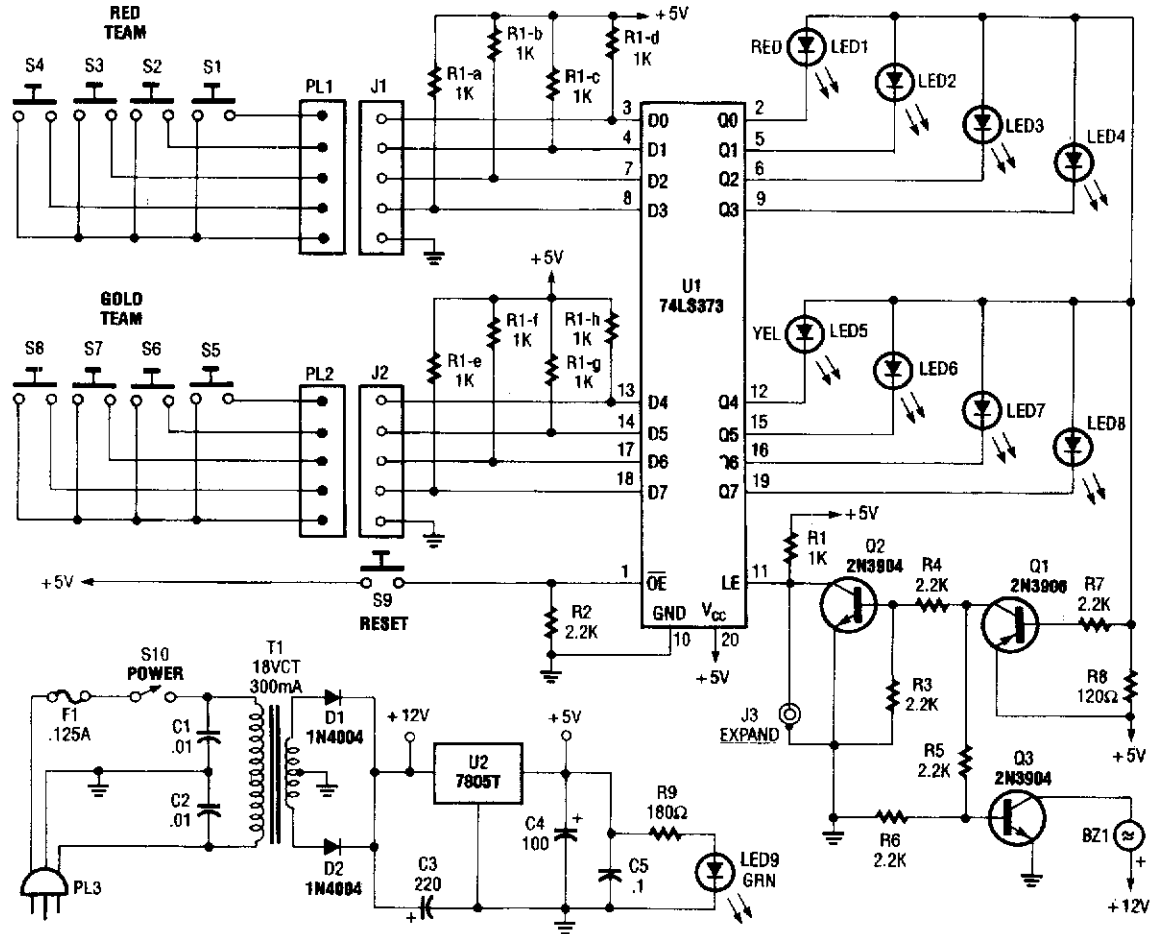 RED
TEAM
S4
S3
S2
S1
PL1
J1
R1-a
1K
R1-b
1K
R1-c
1K
R1-d
1K
+5V
3
4
7
8
D0
D1
D2
D3
Q0
Q1
Q2
Q3
2
5
6
9
RED
LED1
LED2
LED3
LED4
U1
74LS373
GOLD
TEAM
S8
S7
S6
S5
PL2
J2
+5V
R1-e
1K
R1-f
1K
R1-g
1K
R1-h
1K
13
14
17
18
D4
D5
D6
D7
Q4
Q5
Q6
Q7
12
15
16
19
YEL
LED5
LED6
LED7
LED8
+5V
S9
RESET
1
OE
LE
11
GND
VCC
10
20
+5V
R2
2.2K
R1
1K
+5V
Q2
2N3904
R4
2.2K
Q1
2N3906
R7
2.2K
R3
2.2K
R8
120Ω
+5V
J3
EXPAND
R5
2.2K
R6
2.2K
Q3
2N3904
BZ1
+
+12V
S10
POWER
F1
.125A
C1
.01
C2
.01
PL3
T1
18VCT
300mA
D1
1N4004
D2
1N4004
+12V
U2
7805T
+5V
C3
220
+
C4
100
+
C5
.1
R9
180Ω
LED9
GRN